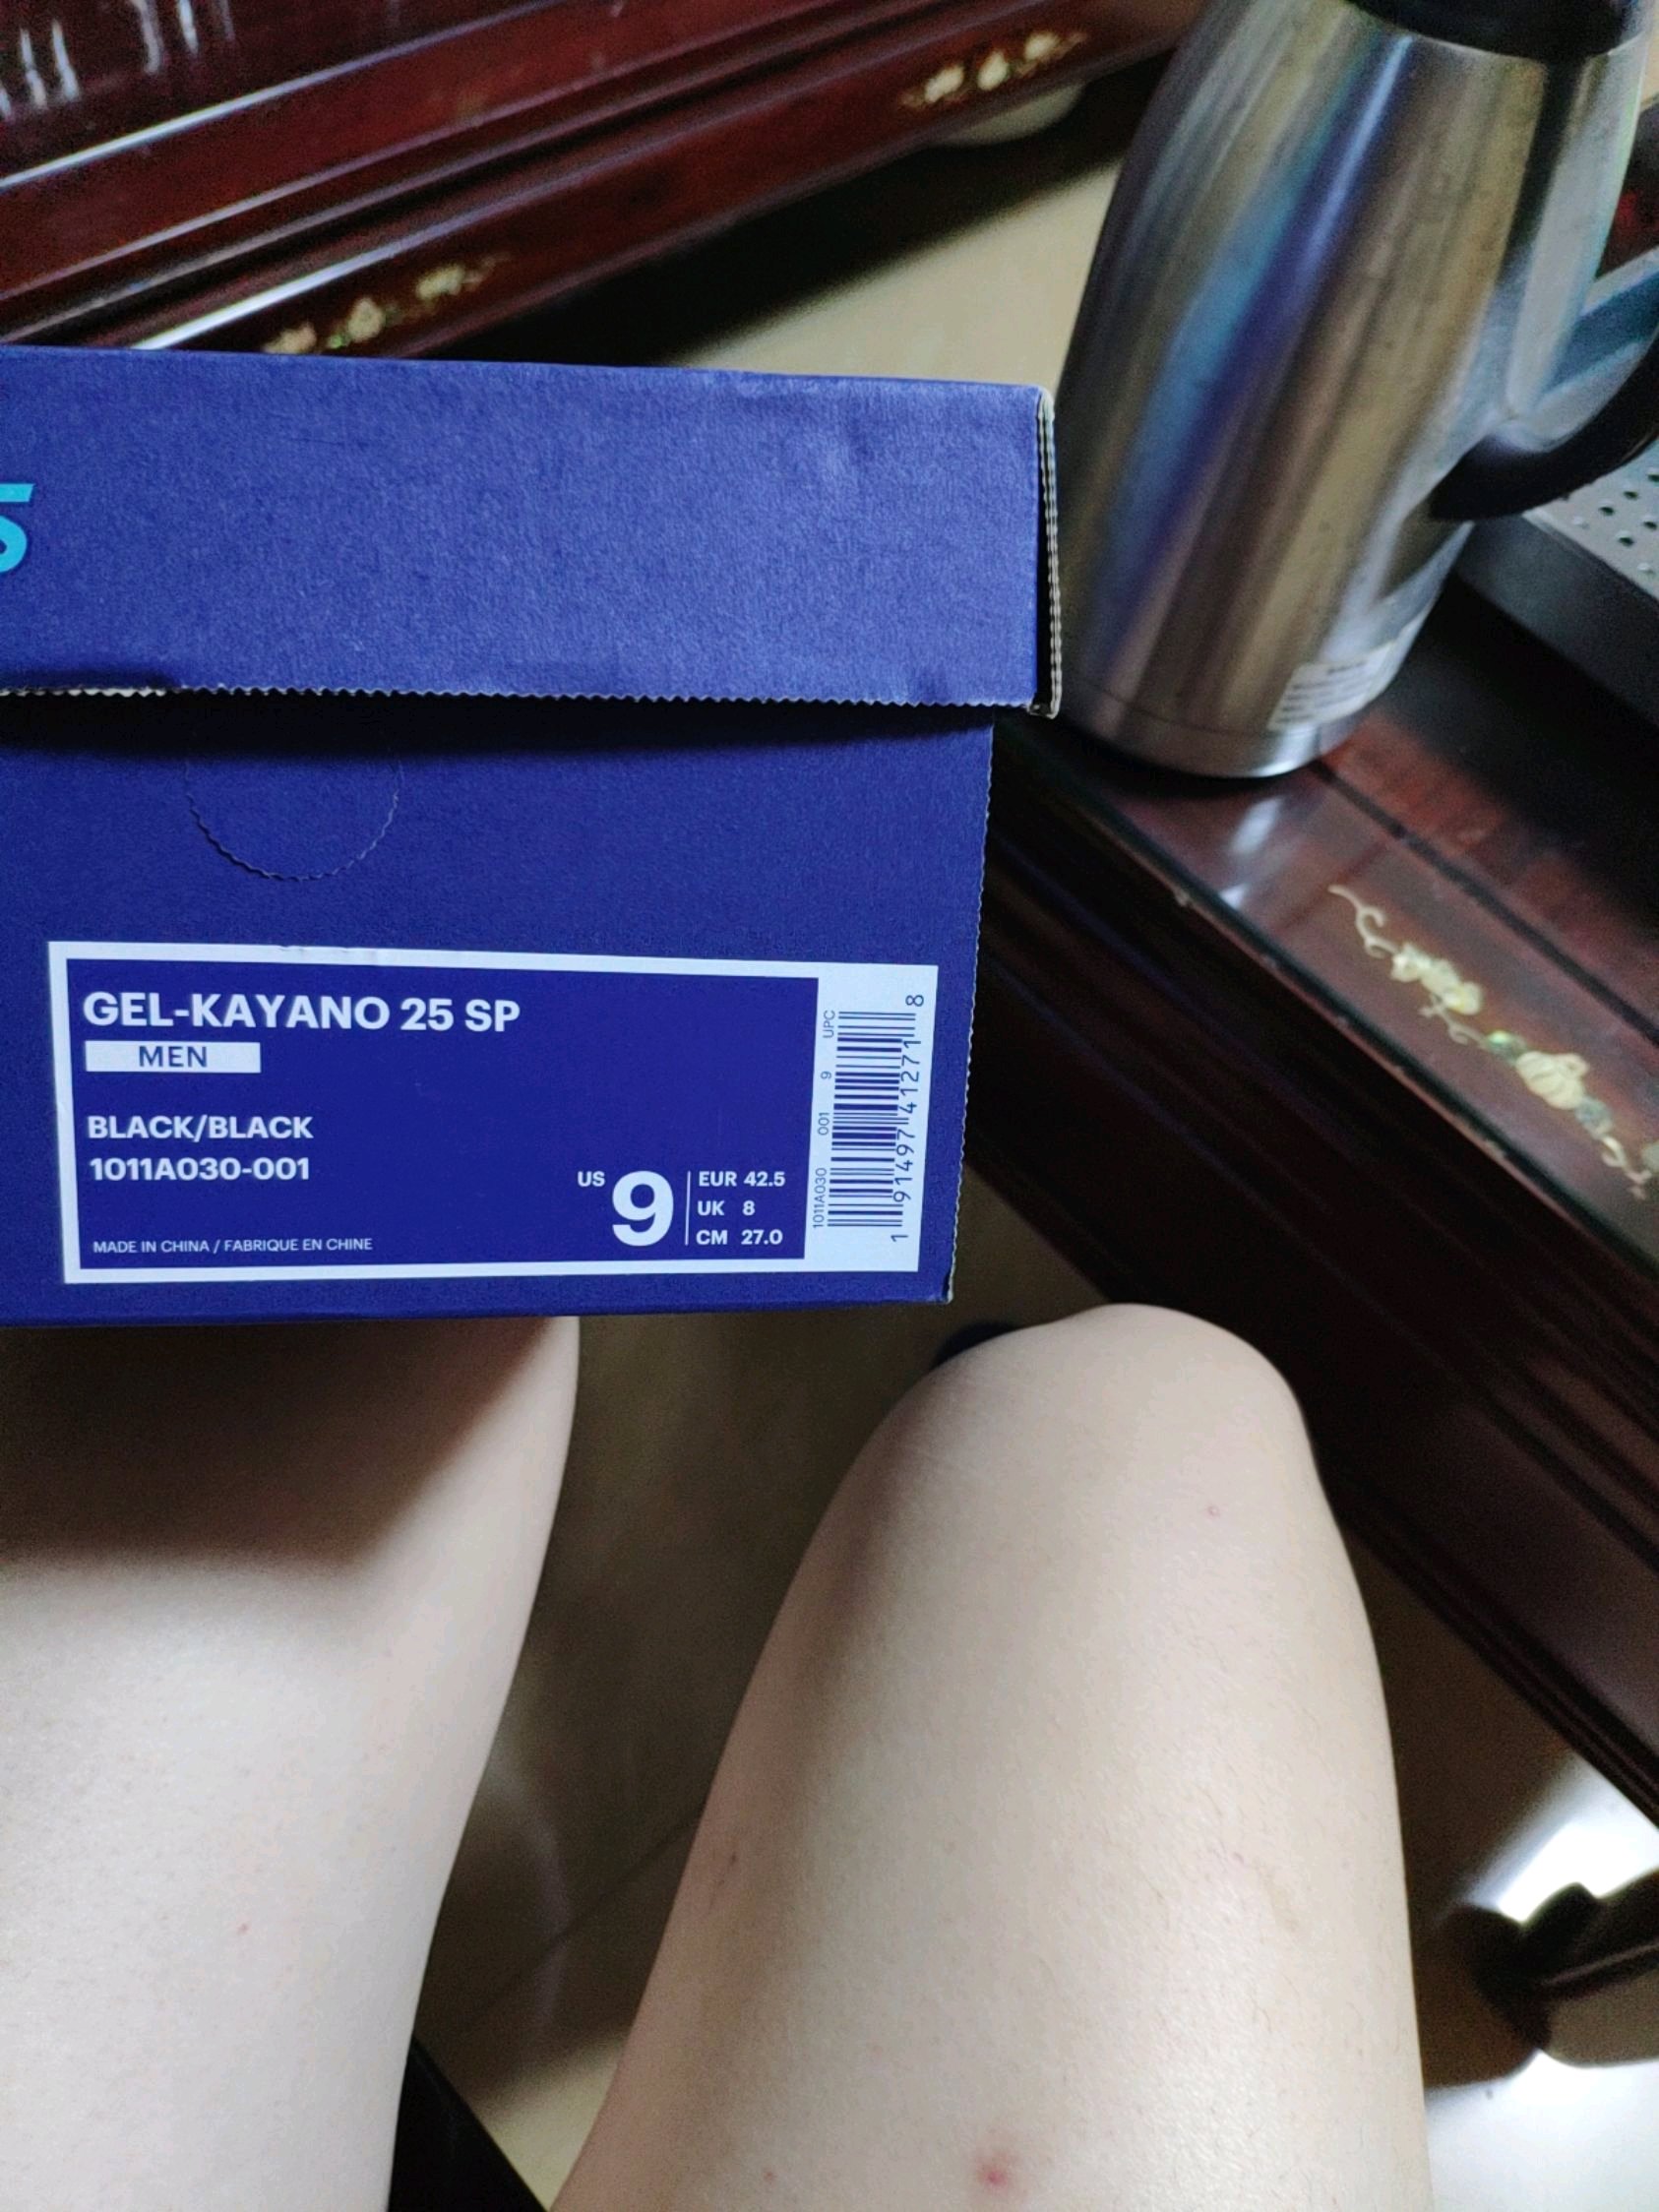 S
GEL-KAYANO 25 SP
MEN
BLACK/BLACK
1011A030-001
MADE IN CHINA / FABRIQUE EN CHINE
US 9
EUR 42.5
UK 8
CM 27.0
1011A030 001 9 UPC
1 91497 41271 8